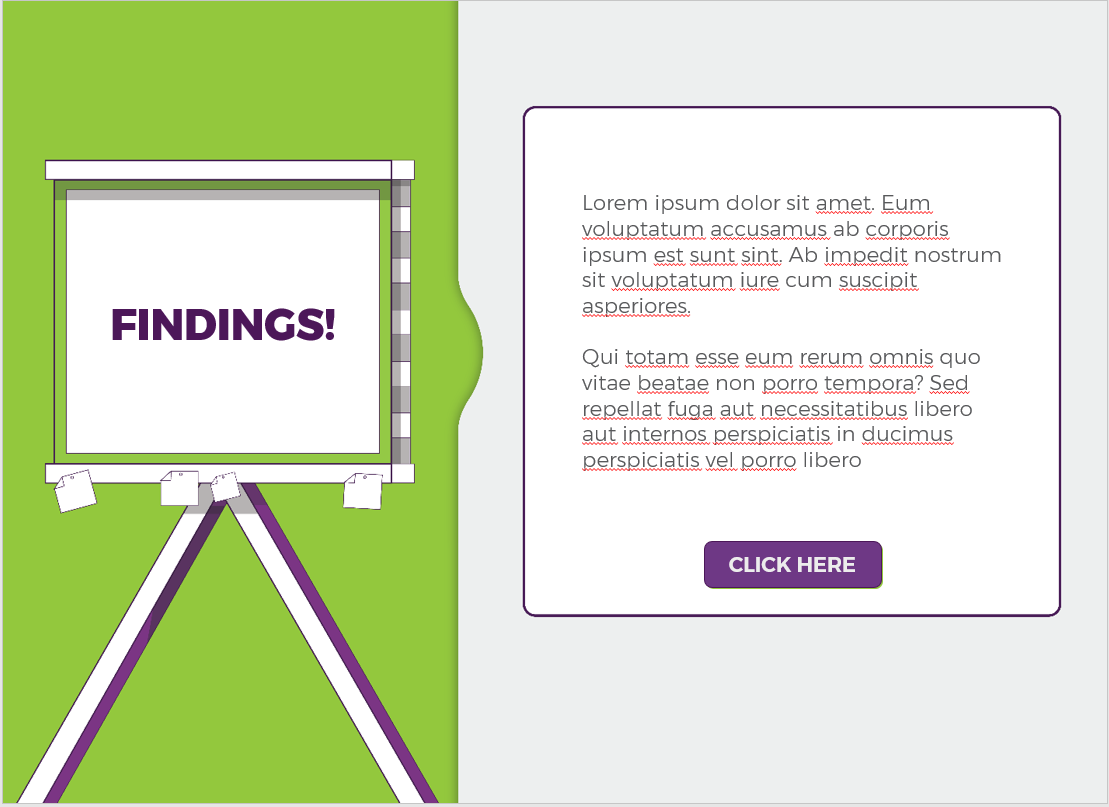 FINDINGS!
Lorem ipsum dolor sit amet. Eum
voluptatum accusamus ab corporis
ipsum est sunt sint. Ab impedit nostrum
sit voluptatum iure cum suscipit
asperiores.
Qui totam esse eum rerum omnis quo
vitae beatae non porro tempora? Sed
repellat fuga aut necessitatibus libero
aut internos perspiciatis in ducimus
perspiciatis vel porro libero
CLICK HERE